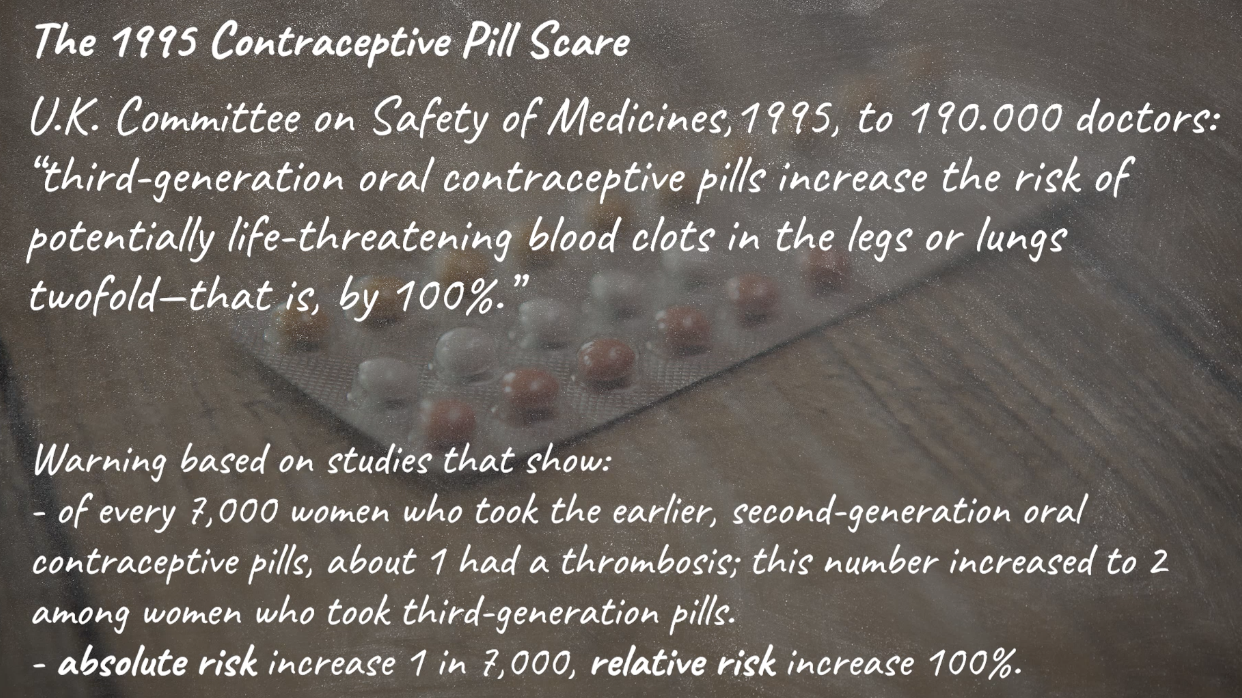 The 1995 Contraceptive Pill Scare
U.K. Committee on Safety of Medicines,1995, to 190.000 doctors:
“third-generation oral contraceptive pills increase the risk of
potentially life-threatening blood clots in the legs or lungs
twofold—that is, by 100%.”
Warning based on studies that show:
- of every 7,000 women who took the earlier, second-generation oral
contraceptive pills, about 1 had a thrombosis; this number increased to 2
among women who took third-generation pills.
- absolute risk increase 1 in 7,000, relative risk increase 100%.